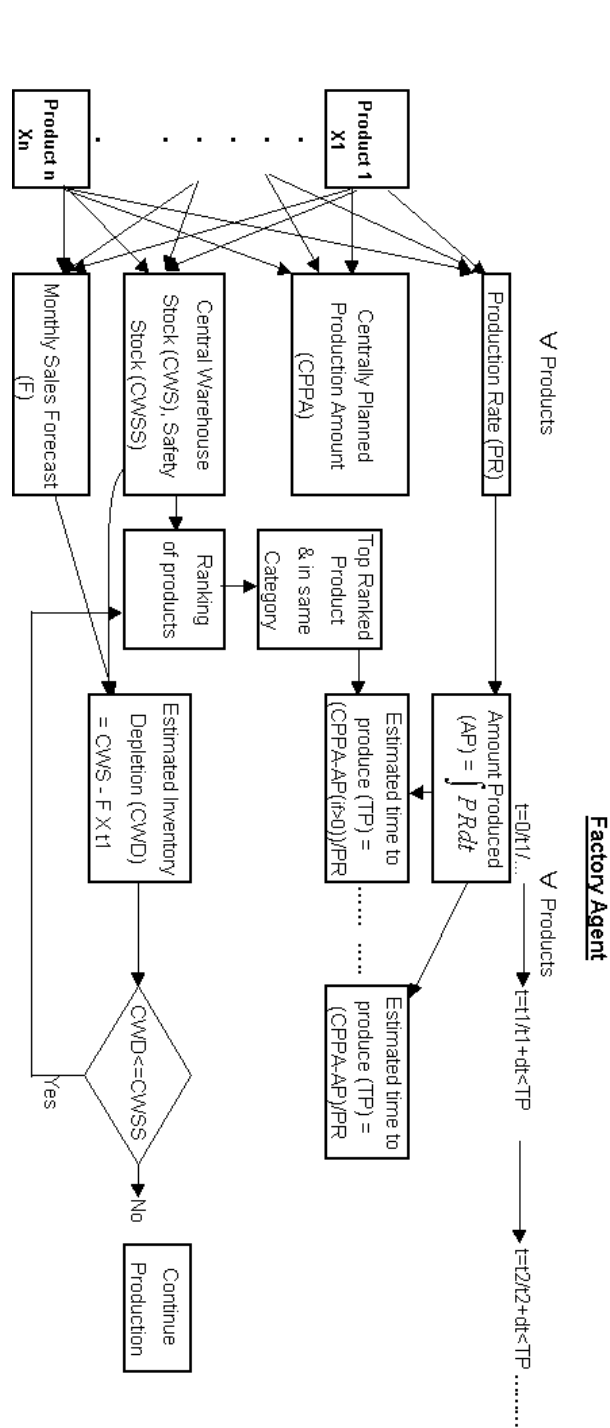 Factory Agent
∀ Products
∀ Products
t=0/t1/...
t=t1/t1+dt<TP
t=t2/t2+dt<TP ........
Product 1
X1
. . . . . . .
Product n
Xn
Production Rate (PR)
Centrally Planned
Production Amount
(CPPA)
Central Warehouse
Stock (CWS), Safety
Stock (CWSS)
Monthly Sales Forecast
(F)
Top Ranked
Product
& in same
Category
Ranking
of products
Amount Produced
(AP) = ∫ PRdt
Estimated time to
produce (TP) =
(CPPA-AP(if>0))/PR
...... .....
Estimated time to
produce (TP) =
(CPPA-AP)/PR
Estimated Inventory
Depletion (CWD)
= CWS - F X t1
CWD<=CWSS
Yes
No
Continue
Production